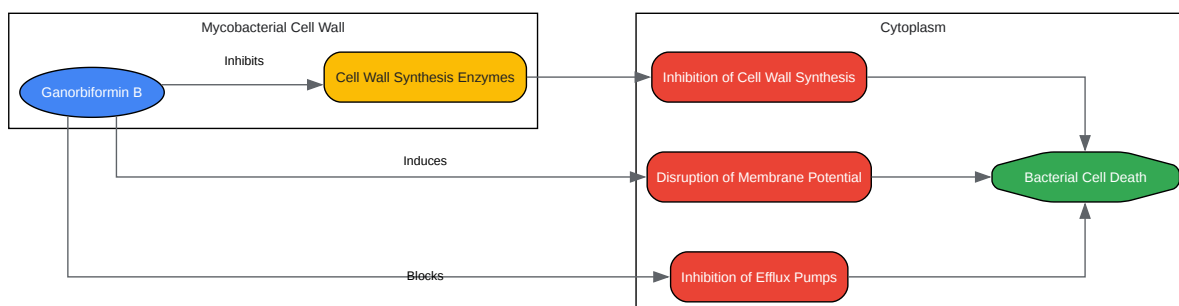 Mycobacterial Cell Wall
Cytoplasm
Inhibits
Ganorbiformin B
Cell Wall Synthesis Enzymes
Inhibition of Cell Wall Synthesis
Induces
Disruption of Membrane Potential
Bacterial Cell Death
Blocks
Inhibition of Efflux Pumps